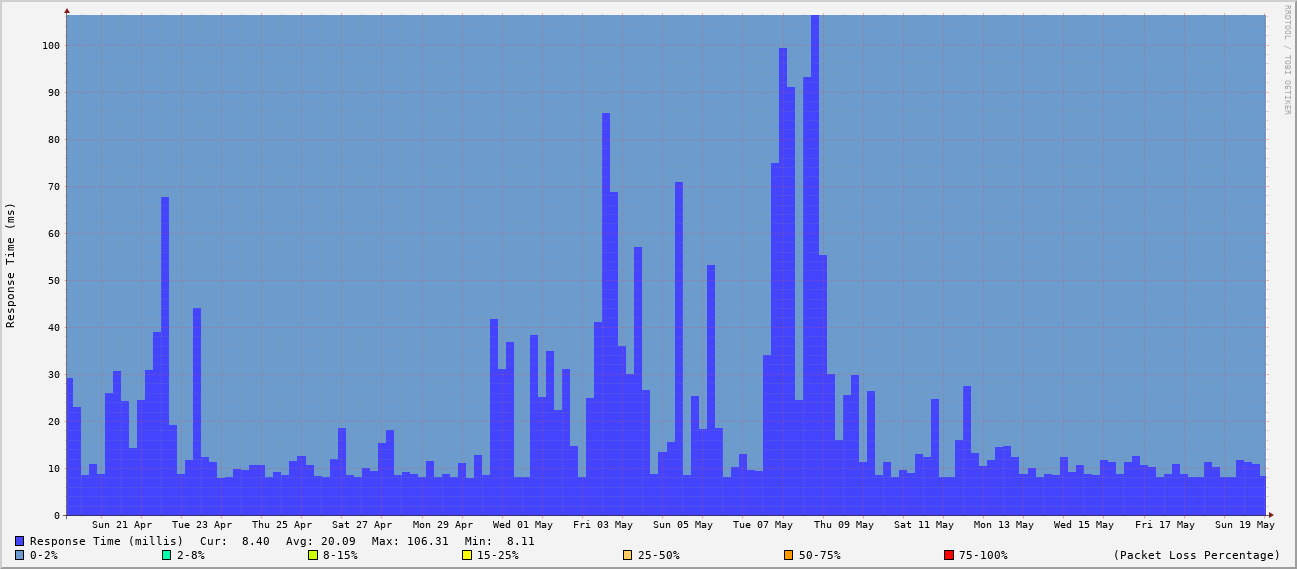 RRDTOOL / TOBI OETIKER
Response Time (ms)
100
90
80
70
60
50
40
30
20
10
0
Sun 21 Apr Tue 23 Apr Thu 25 Apr Sat 27 Apr Mon 29 Apr Wed 01 May Fri 03 May Sun 05 May Tue 07 May Thu 09 May Sat 11 May Mon 13 May Wed 15 May Fri 17 May Sun 19 May
Response Time (millis) Cur: 8.40 Avg: 20.09 Max: 106.31 Min: 8.11
0-2% 2-8% 8-15% 15-25% 25-50% 50-75% 75-100% (Packet Loss Percentage)